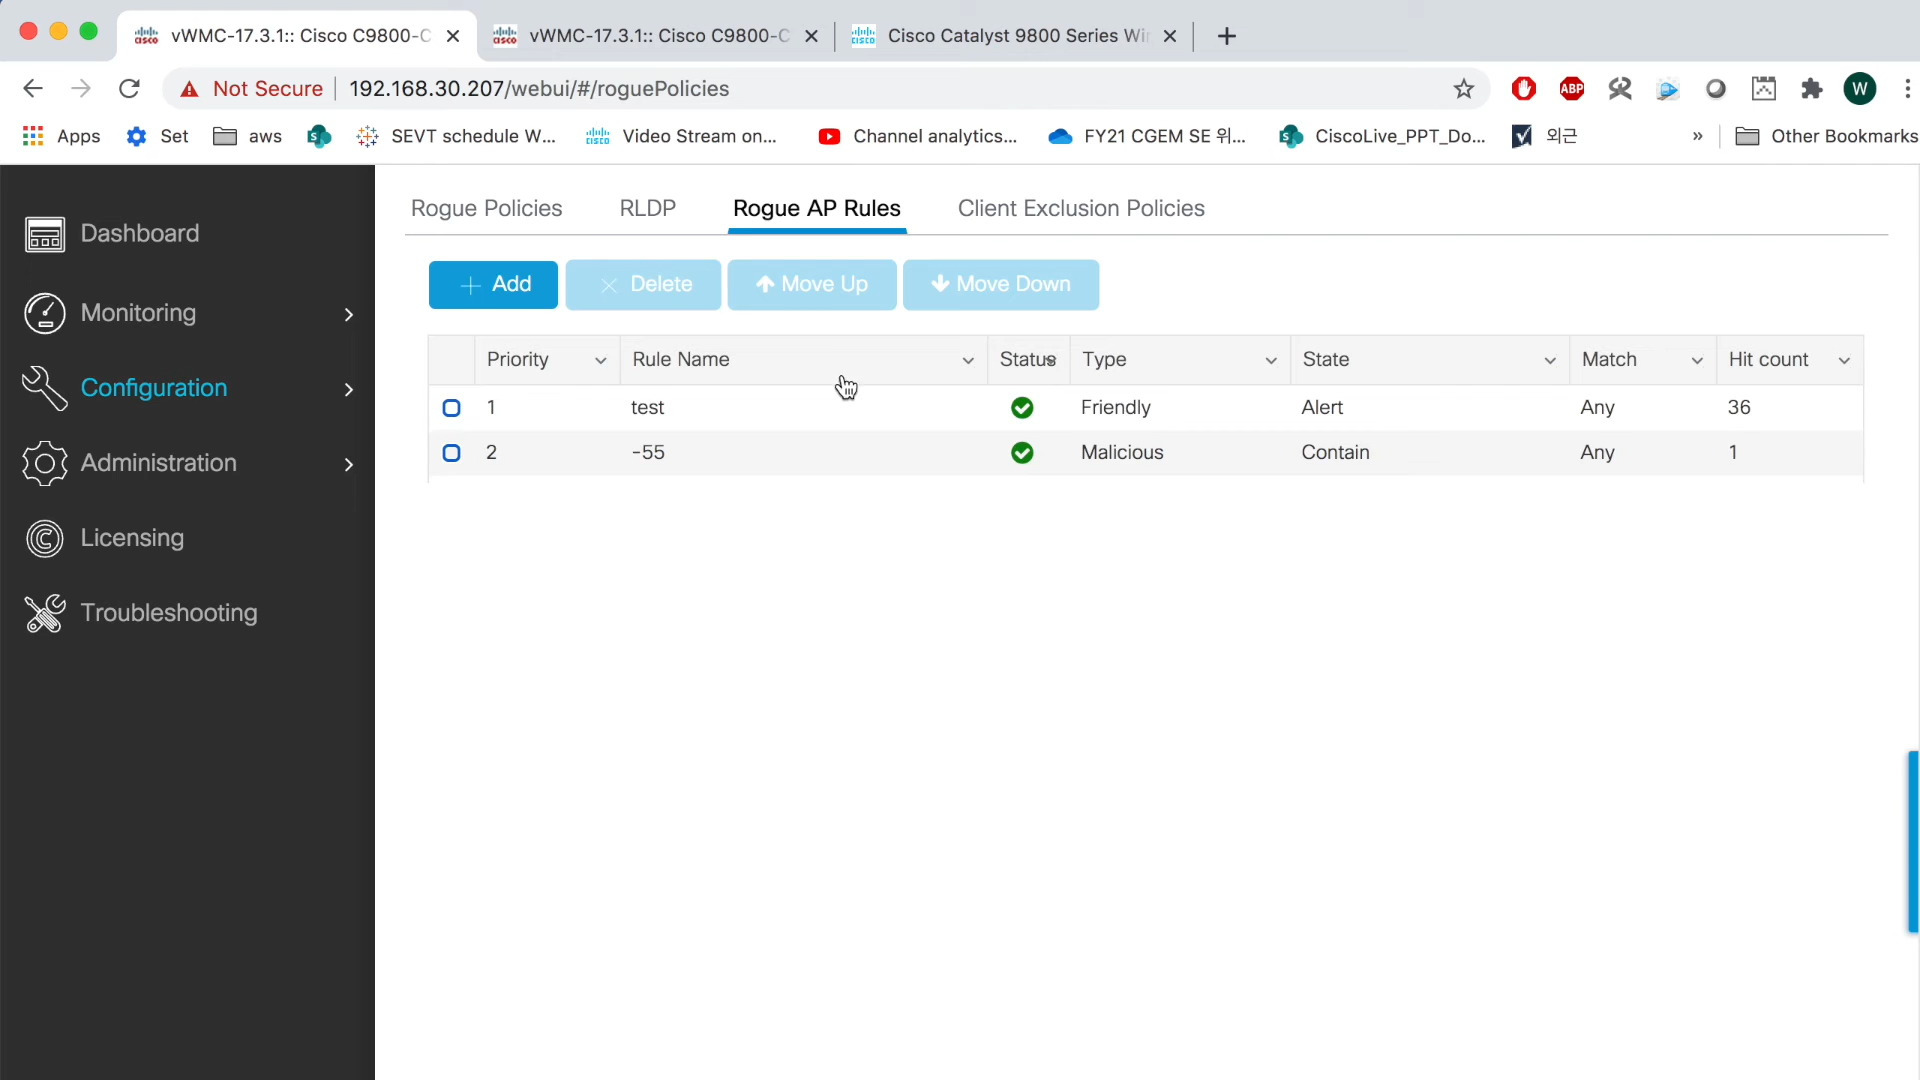 vWMC-17.3.1:: Cisco C9800-C
vWMC-17.3.1:: Cisco C9800-C
Cisco Catalyst 9800 Series Wir
Not Secure
192.168.30.207/webui/#/roguePolicies
ABP
W
Apps
Set
aws
SEVT schedule W...
Video Stream on...
Channel analytics...
FY21 CGEM SE 위...
CiscoLive_PPT_Do...
외근
»
Other Bookmarks
Dashboard
Monitoring
Configuration
Administration
Licensing
Troubleshooting
Rogue Policies RLDP Rogue AP Rules Client Exclusion Policies
Add Delete Move Up Move Down
Priority Rule Name Status Type State Match Hit count
1 test Friendly Alert Any 36
2 -55 Malicious Contain Any 1